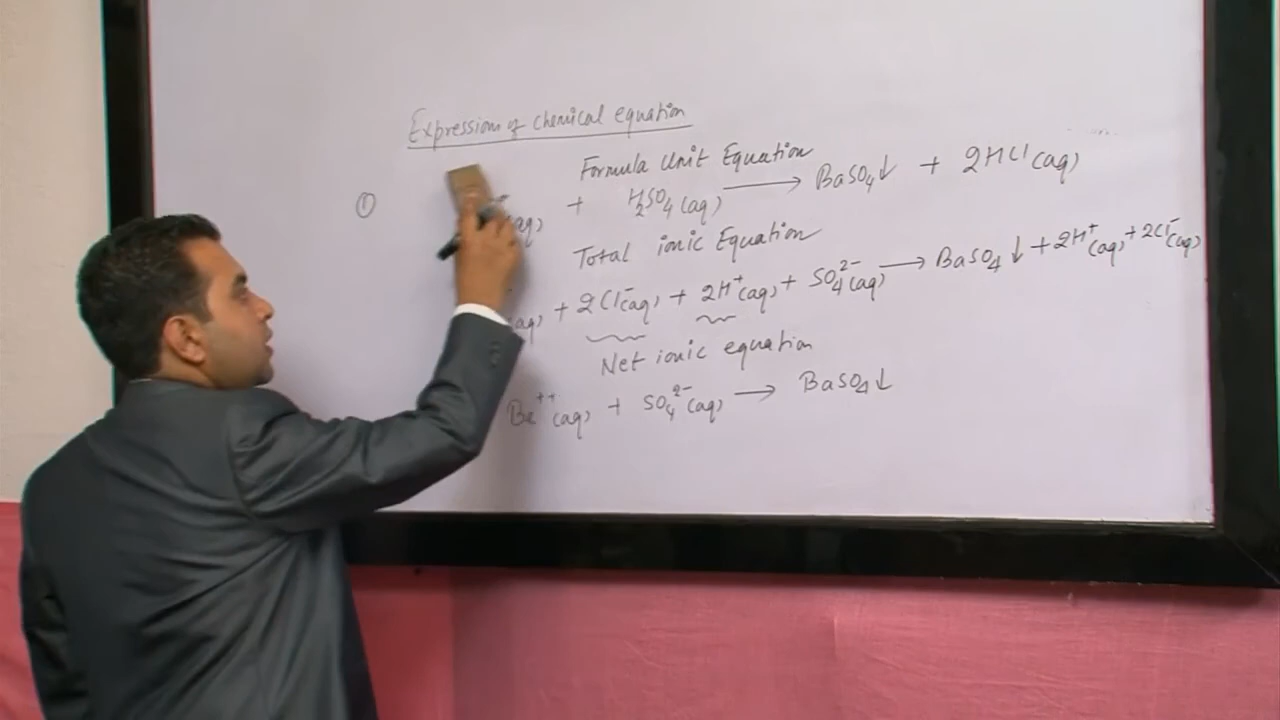 Expression of chemical equation
Formula Unit Equation
① (aq) + H₂SO₄ (aq) ⟶ BaSO₄↓ + 2HCl (aq)
Total ionic Equation
(aq) + 2Cl⁻(aq) + 2H⁺(aq) + SO₄²⁻(aq) ⟶ BaSO₄↓ + 2H⁺(aq) + 2Cl⁻(aq)
Net ionic equation
Be⁺⁺(aq) + SO₄²⁻(aq) ⟶ BaSO₄↓